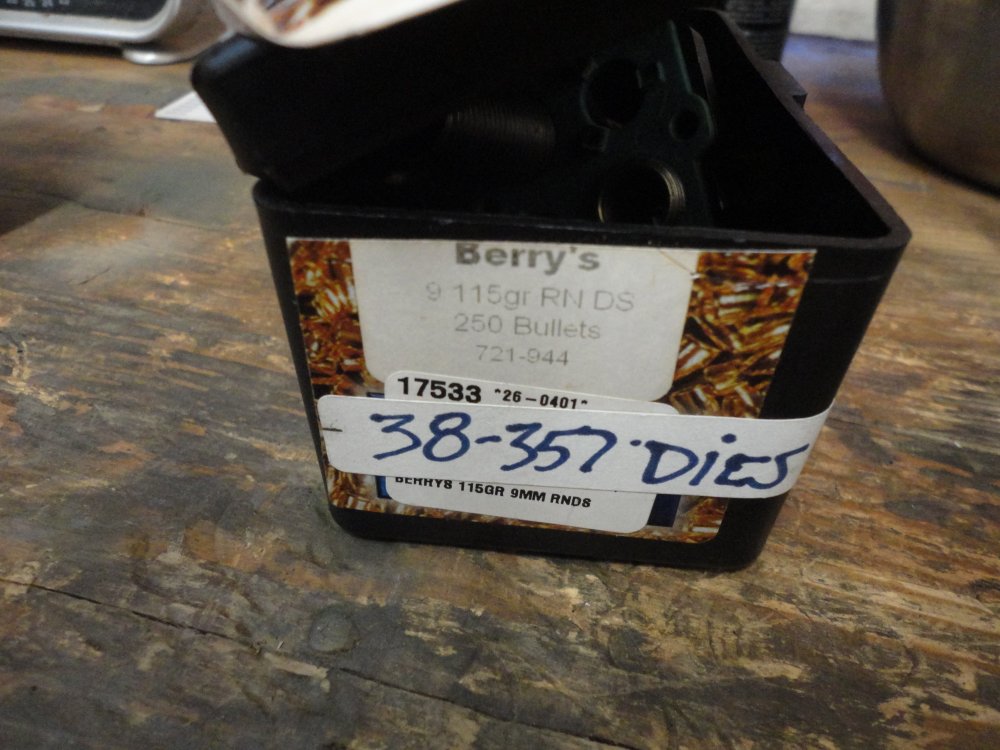 Berry's
9 115gr RN DS
250 Bullets
721-944
17533 *26-0401*
38-357 DIES
BERRYS 115GR 9MM RNDS